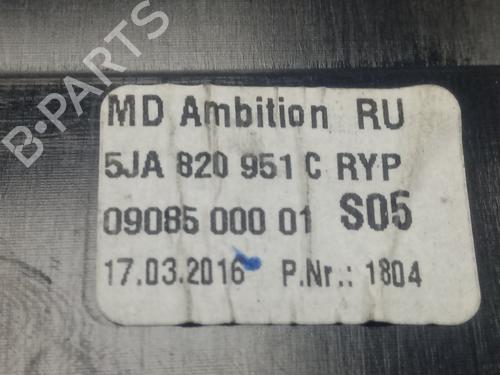 B-PARTS
MD Ambition RU
5JA 820 951 C RYP
09085 000 01 S05
17.03.2016 P.Nr.: 1804